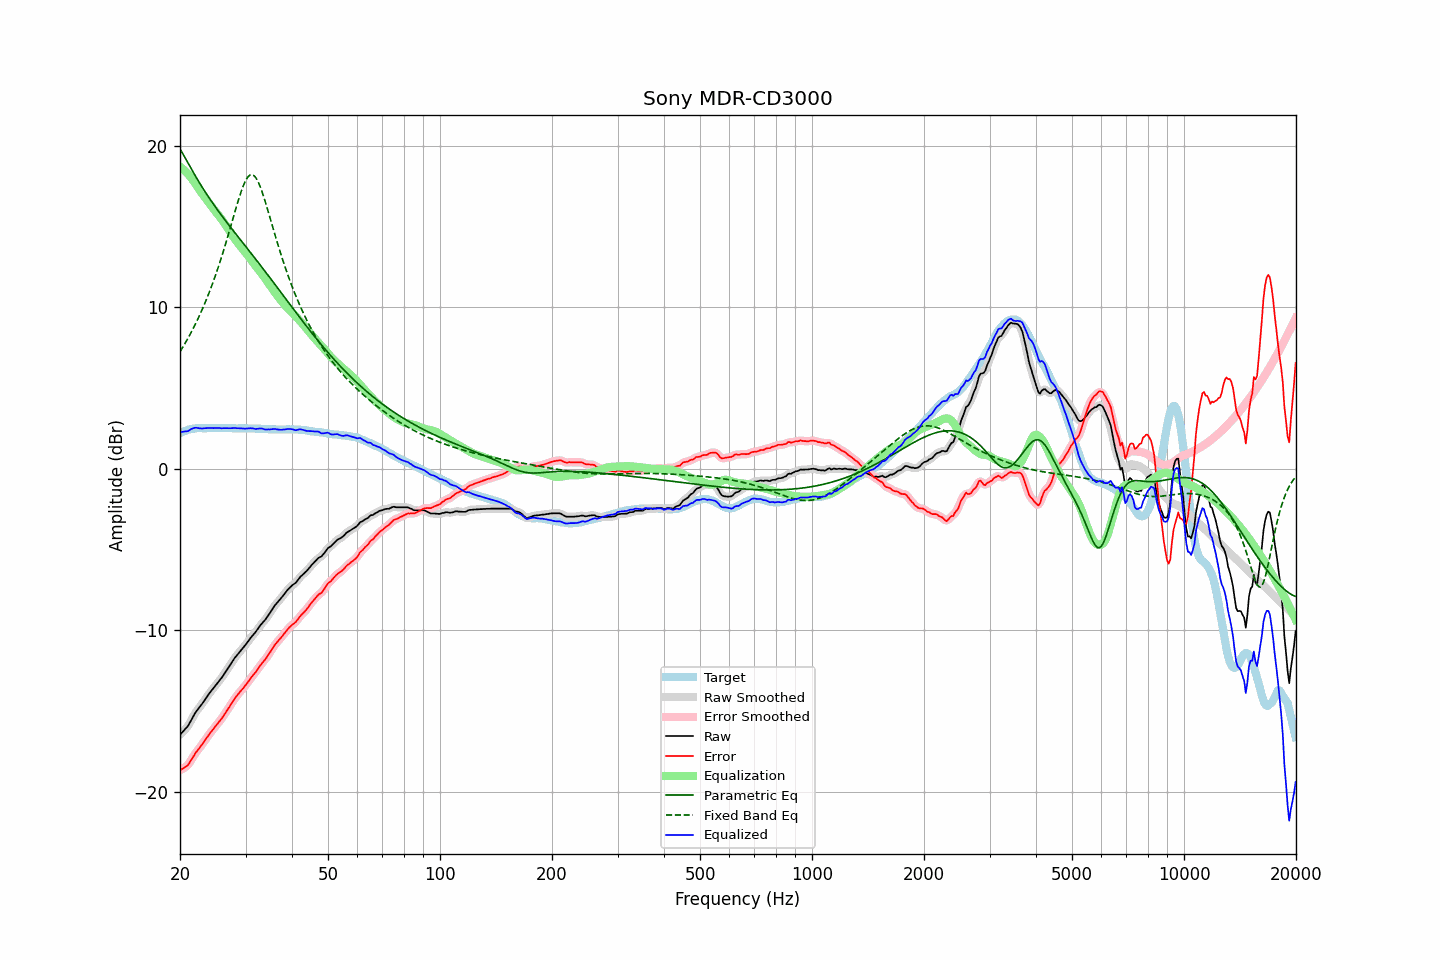 Sony MDR-CD3000
Amplitude (dBr)
20
10
0
−10
−20
20
50
100
200
500
1000
2000
5000
10000
20000
Frequency (Hz)
Target
Raw Smoothed
Error Smoothed
Raw
Error
Equalization
Parametric Eq
Fixed Band Eq
Equalized